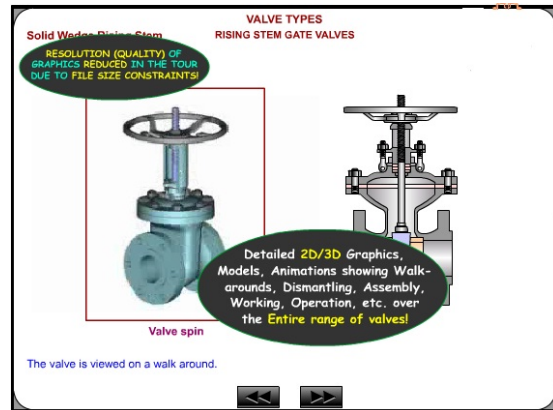 VALVE TYPES
Solid Wedge Rising Stem
RISING STEM GATE VALVES
RESOLUTION (QUALITY) OF
GRAPHICS REDUCED IN THE TOUR
DUE TO FILE SIZE CONSTRAINTS!
Detailed 2D/3D Graphics,
Models, Animations showing Walk-
arounds, Dismantling, Assembly,
Working, Operation, etc. over
the Entire range of valves!
Valve spin
The valve is viewed on a walk around.